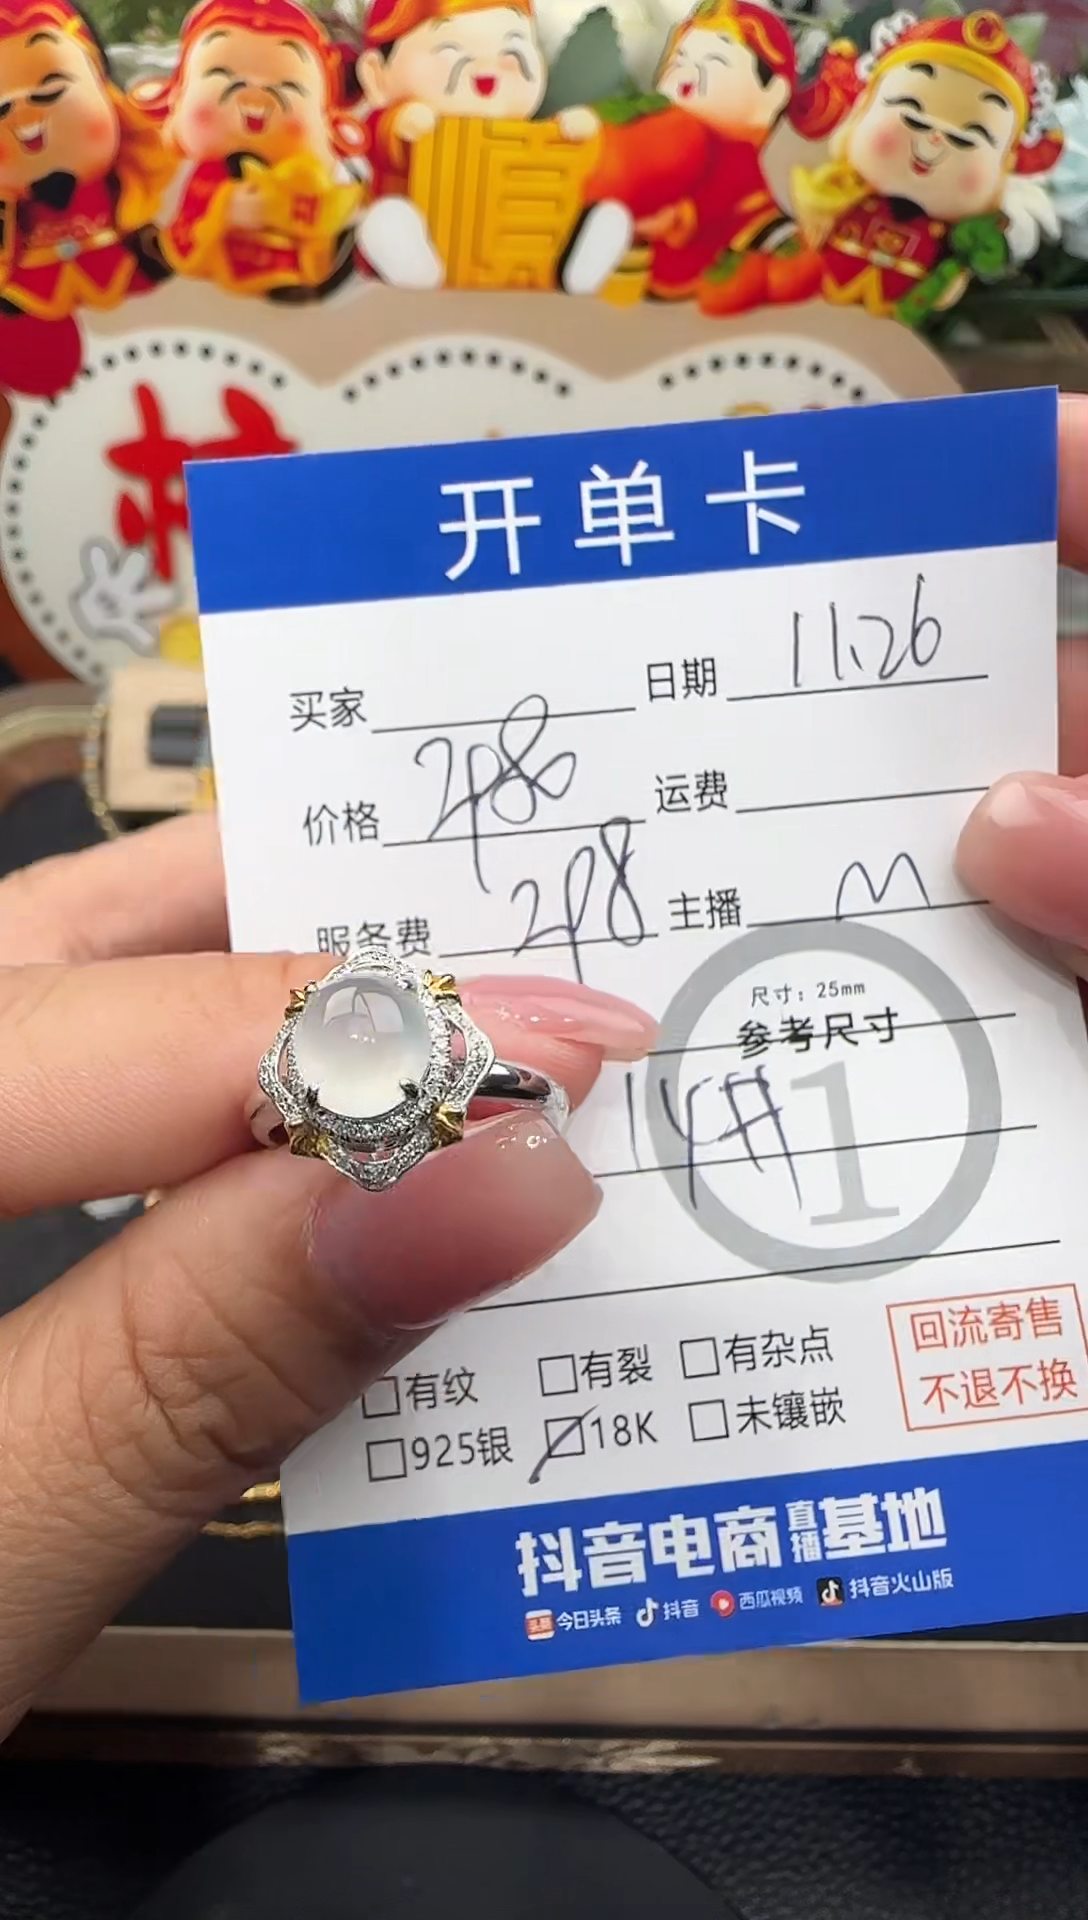 开单卡
买家 日期 11.26
价格 298 运费
服务费 298 主播 M
尺寸：25mm
参考尺寸
14#
1
□有纹 □有裂 □有杂点
□925银 ☑18K □未镶嵌
回流寄售
不退不换
抖音电商直播基地
今日头条 抖音 西瓜视频 抖音火山版